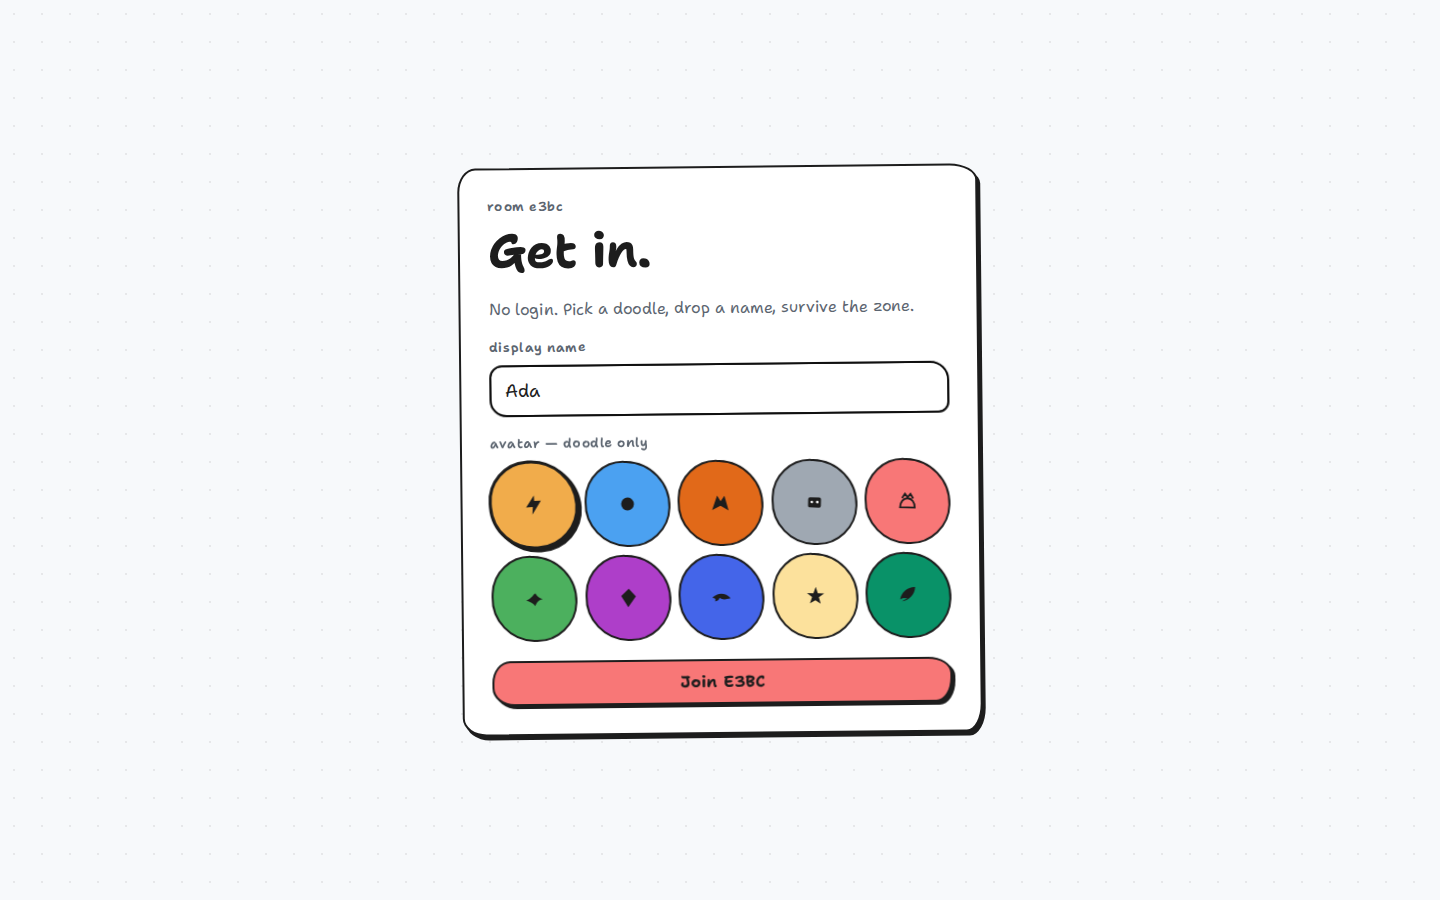 room e3bc
Get in.
No login. Pick a doodle, drop a name, survive the zone.
display name
Ada
avatar — doodle only
Join E3BC